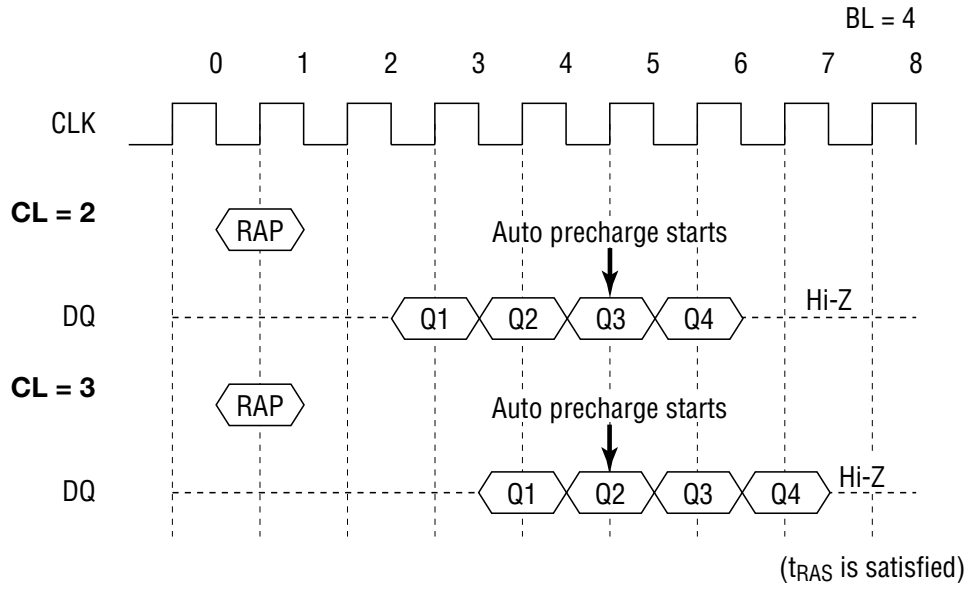 BL = 4
0 1 2 3 4 5 6 7 8
CLK
CL = 2
RAP
Auto precharge starts
DQ
Q1 Q2 Q3 Q4
Hi-Z
CL = 3
RAP
Auto precharge starts
DQ
Q1 Q2 Q3 Q4
Hi-Z
(tRAS is satisfied)